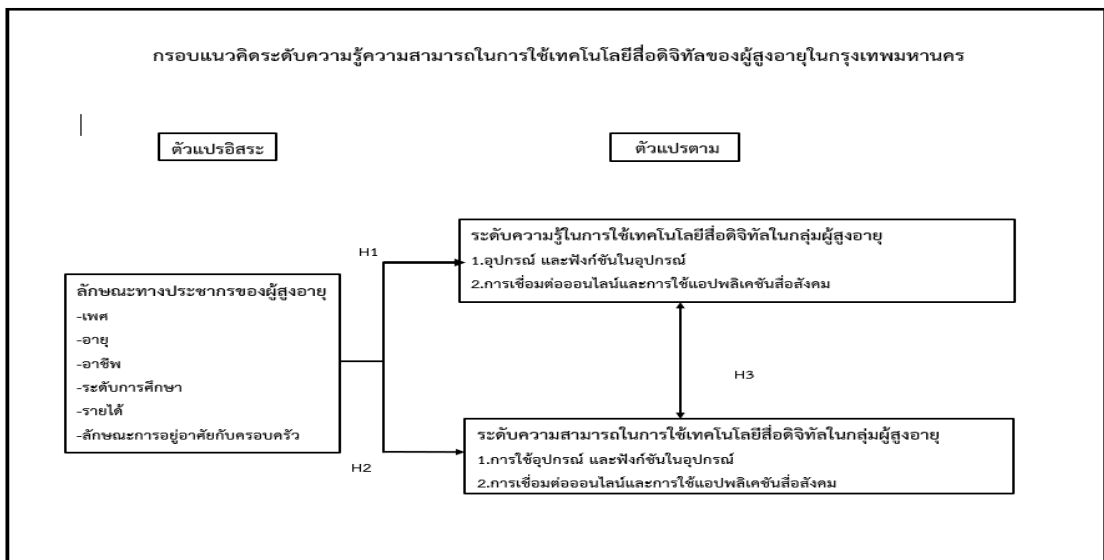 กรอบแนวคิดระดับความรู้ความสามารถในการใช้เทคโนโลยีสื่อดิจิทัลของผู้สูงอายุในกรุงเทพมหานคร
ตัวแปรอิสระ
ตัวแปรตาม
H1
ระดับความรู้ในการใช้เทคโนโลยีสื่อดิจิทัลในกลุ่มผู้สูงอายุ
1.อุปกรณ์ และฟังก์ชันในอุปกรณ์
2.การเชื่อมต่อออนไลน์และการใช้แอปพลิเคชันสื่อสังคม
ลักษณะทางประชากรของผู้สูงอายุ
-เพศ
-อายุ
-อาชีพ
-ระดับการศึกษา
-รายได้
-ลักษณะการอยู่อาศัยกับครอบครัว
H3
H2
ระดับความสามารถในการใช้เทคโนโลยีสื่อดิจิทัลในกลุ่มผู้สูงอายุ
1.การใช้อุปกรณ์ และฟังก์ชันในอุปกรณ์
2.การเชื่อมต่อออนไลน์และการใช้แอปพลิเคชันสื่อสังคม